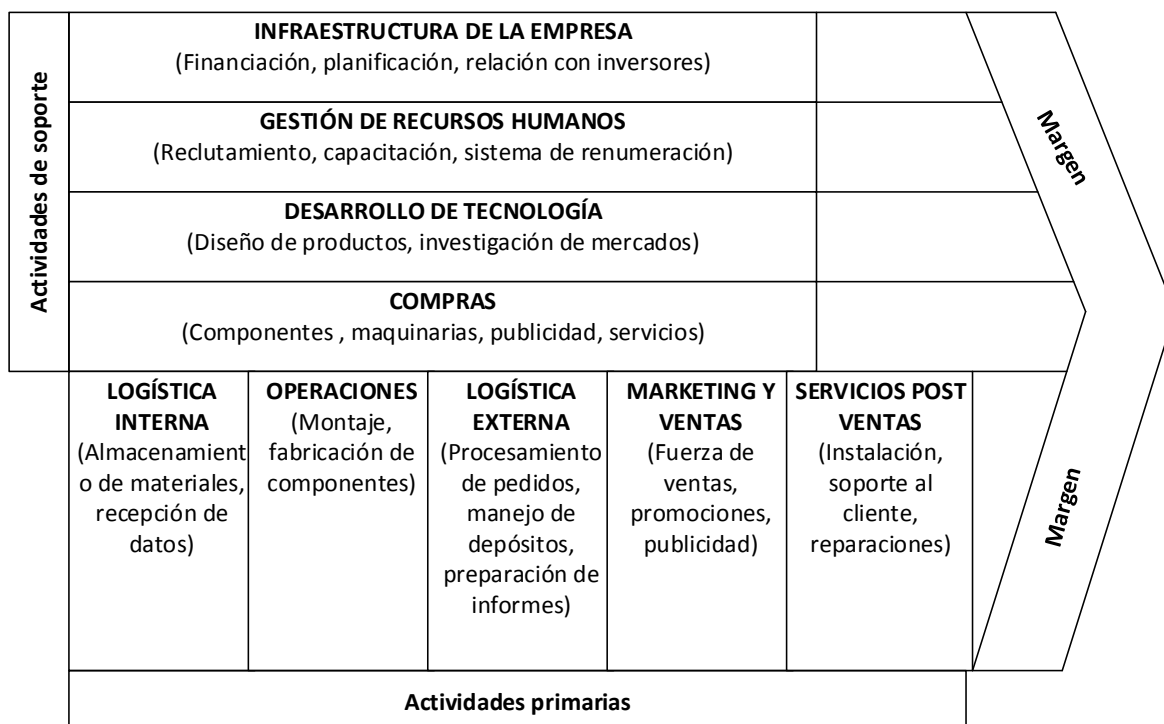 Actividades de soporte
INFRAESTRUCTURA DE LA EMPRESA
(Financiación, planificación, relación con inversores)
GESTIÓN DE RECURSOS HUMANOS
(Reclutamiento, capacitación, sistema de renumeración)
DESARROLLO DE TECNOLOGÍA
(Diseño de productos, investigación de mercados)
COMPRAS
(Componentes , maquinarias, publicidad, servicios)
Margen
LOGÍSTICA
INTERNA
(Almacenamient
o de materiales,
recepción de
datos)
OPERACIONES
(Montaje,
fabricación de
componentes)
LOGÍSTICA
EXTERNA
(Procesamiento
de pedidos,
manejo de
depósitos,
preparación de
informes)
MARKETING Y
VENTAS
(Fuerza de
ventas,
promociones,
publicidad)
SERVICIOS POST
VENTAS
(Instalación,
soporte al
cliente,
reparaciones)
Margen
Actividades primarias